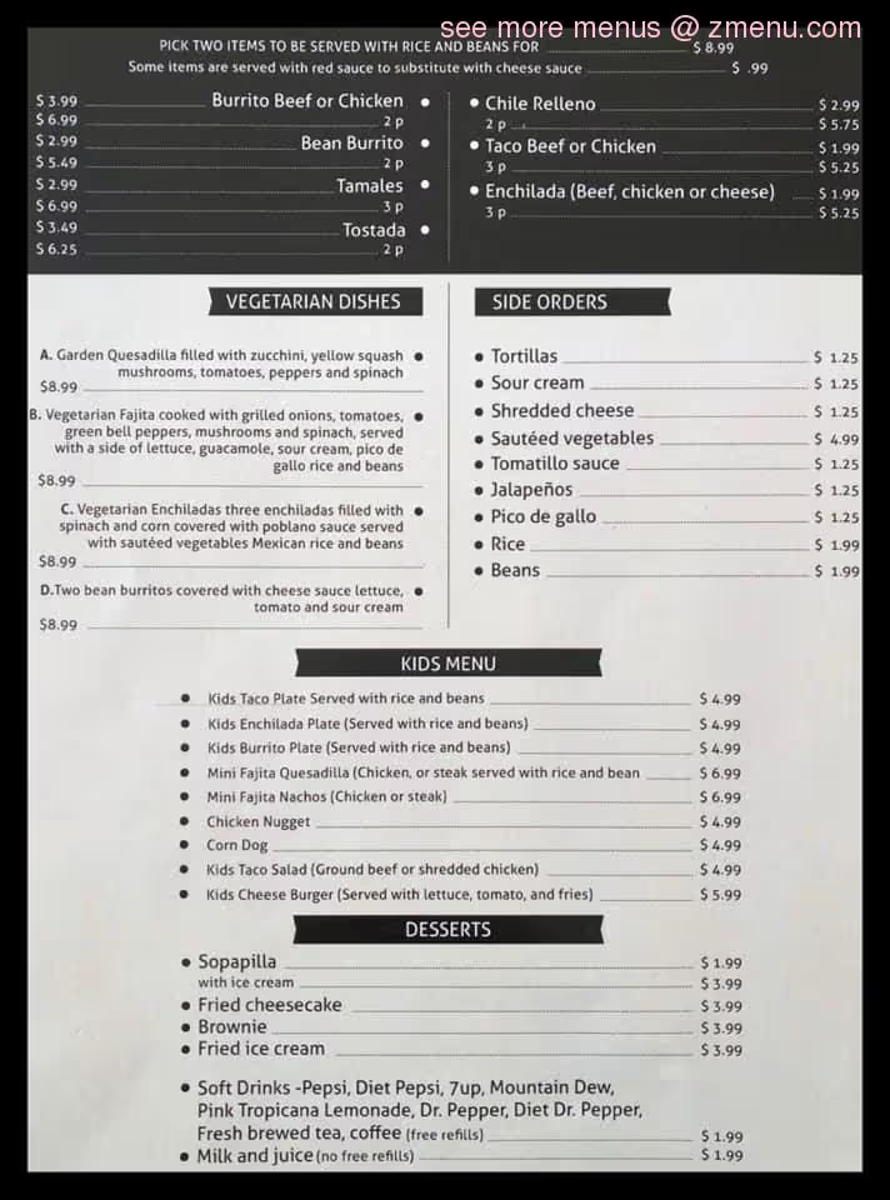 see more menus @ zmenu.com
PICK TWO ITEMS TO BE SERVED WITH RICE AND BEANS FOR $ 8.99
Some items are served with red sauce to substitute with cheese sauce $ .99
$ 3.99 Burrito Beef or Chicken
$ 6.99 2 p
$ 2.99 Bean Burrito
$ 5.49 2 p
$ 2.99 Tamales
$ 6.99 3 p
$ 3.49 Tostada
$ 6.25 2 p
Chile Relleno $ 2.99
2 p $ 5.75
Taco Beef or Chicken $ 1.99
3 p $ 5.25
Enchilada (Beef, chicken or cheese) $ 1.99
3 p $ 5.25
VEGETARIAN DISHES
A. Garden Quesadilla filled with zucchini, yellow squash
mushrooms, tomatoes, peppers and spinach
$8.99
B. Vegetarian Fajita cooked with grilled onions, tomatoes,
green bell peppers, mushrooms and spinach, served
with a side of lettuce, guacamole, sour cream, pico de
gallo rice and beans
$8.99
C. Vegetarian Enchiladas three enchiladas filled with
spinach and corn covered with poblano sauce served
with sautéed vegetables Mexican rice and beans
$8.99
D.Two bean burritos covered with cheese sauce lettuce,
tomato and sour cream
$8.99
SIDE ORDERS
Tortillas $ 1.25
Sour cream $ 1.25
Shredded cheese $ 1.25
Sautéed vegetables $ 4.99
Tomatillo sauce $ 1.25
Jalapeños $ 1.25
Pico de gallo $ 1.25
Rice $ 1.99
Beans $ 1.99
KIDS MENU
Kids Taco Plate Served with rice and beans $ 4.99
Kids Enchilada Plate (Served with rice and beans) $ 4.99
Kids Burrito Plate (Served with rice and beans) $ 4.99
Mini Fajita Quesadilla (Chicken, or steak served with rice and bean $ 6.99
Mini Fajita Nachos (Chicken or steak) $ 6.99
Chicken Nugget $ 4.99
Corn Dog $ 4.99
Kids Taco Salad (Ground beef or shredded chicken) $ 4.99
Kids Cheese Burger (Served with lettuce, tomato, and fries) $ 5.99
DESSERTS
Sopapilla $ 1.99
with ice cream $ 3.99
Fried cheesecake $ 3.99
Brownie $ 3.99
Fried ice cream $ 3.99
Soft Drinks -Pepsi, Diet Pepsi, 7up, Mountain Dew,
Pink Tropicana Lemonade, Dr. Pepper, Diet Dr. Pepper,
Fresh brewed tea, coffee (free refills) $ 1.99
Milk and juice (no free refills) $ 1.99